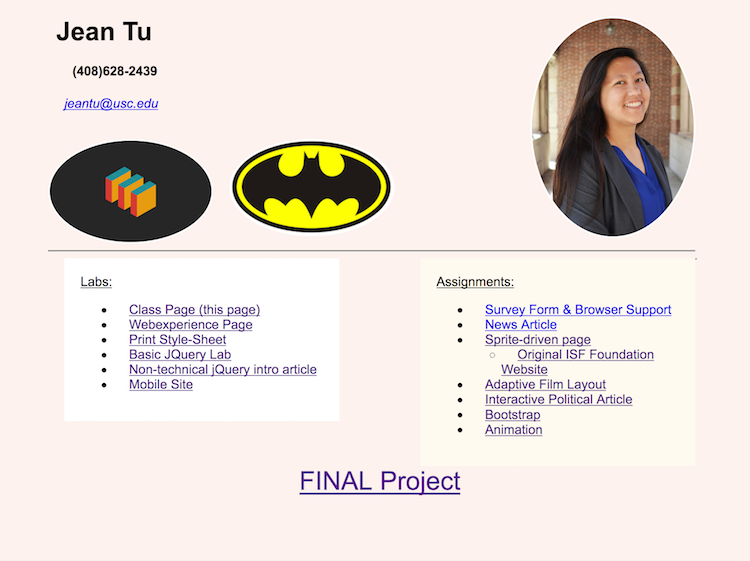 Jean Tu
(408)628-2439
jeantu@usc.edu
Labs:
Class Page (this page)
Webexperience Page
Print Style-Sheet
Basic JQuery Lab
Non-technical jQuery intro article
Mobile Site
Assignments:
Survey Form & Browser Support
News Article
Sprite-driven page
Original ISF Foundation
Website
Adaptive Film Layout
Interactive Political Article
Bootstrap
Animation
FINAL Project